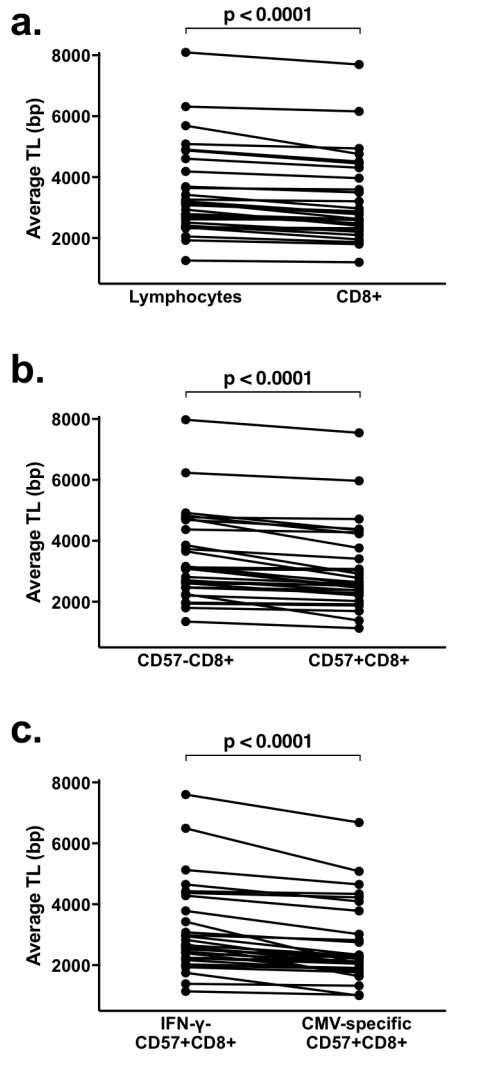 a.
p < 0.0001
8000
6000
4000
2000
Average TL (bp)
Lymphocytes CD8+
b.
p < 0.0001
8000
6000
4000
2000
Average TL (bp)
CD57-CD8+ CD57+CD8+
c.
p < 0.0001
8000
6000
4000
2000
Average TL (bp)
IFN-γ- CMV-specific
CD57+CD8+ CD57+CD8+